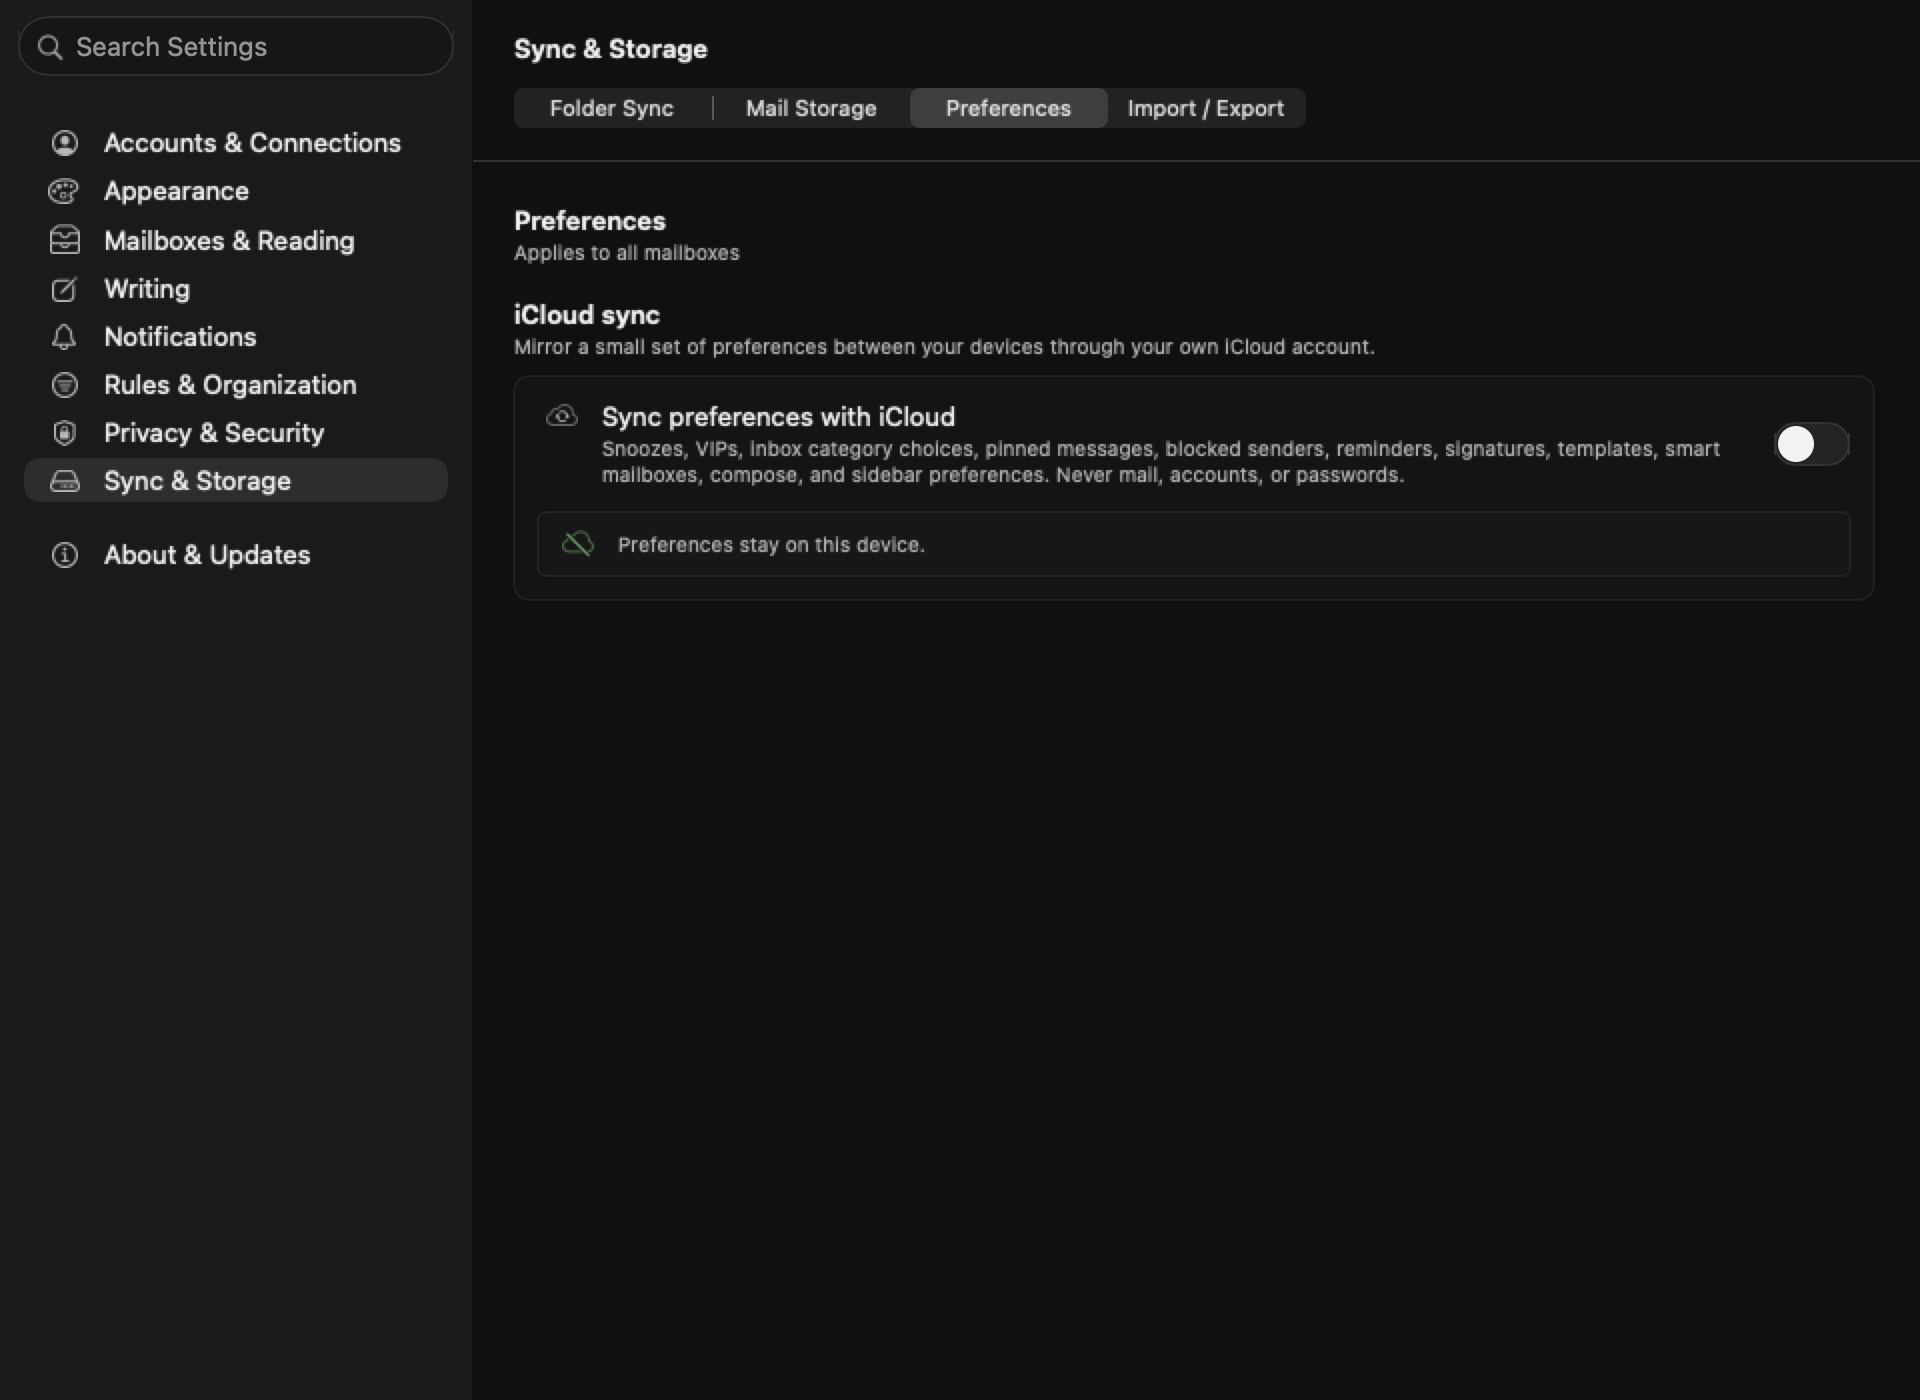 Search Settings
Accounts & Connections
Appearance
Mailboxes & Reading
Writing
Notifications
Rules & Organization
Privacy & Security
Sync & Storage
About & Updates
Sync & Storage
Folder Sync
Mail Storage
Preferences
Import / Export
Preferences
Applies to all mailboxes
iCloud sync
Mirror a small set of preferences between your devices through your own iCloud account.
Sync preferences with iCloud
Snoozes, VIPs, inbox category choices, pinned messages, blocked senders, reminders, signatures, templates, smart
mailboxes, compose, and sidebar preferences. Never mail, accounts, or passwords.
Preferences stay on this device.